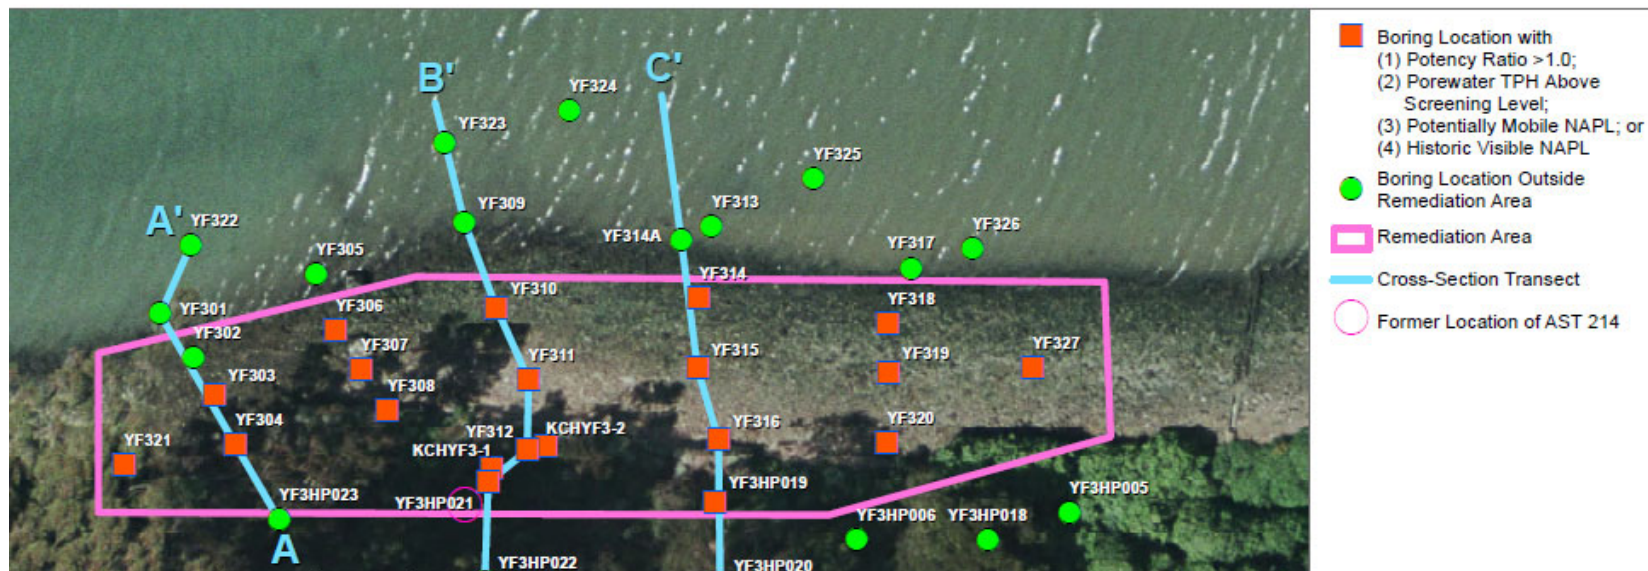 C'
B'
YF324
YF323
YF325
A'
YF322
YF309
YF313
YF314A
YF326
YF317
YF305
YF301
YF314
YF310
YF306
YF318
YF302
YF307
YF311
YF315
YF319
YF327
YF303
YF308
YF304
YF312
KCHYF3-2
YF316
YF320
YF321
KCHYF3-1
YF3HP023
YF3HP021
YF3HP019
YF3HP005
YF3HP006
YF3HP018
A
YF3HP022
YF3HP020
Boring Location with
(1) Potency Ratio >1.0;
(2) Porewater TPH Above
Screening Level;
(3) Potentially Mobile NAPL; or
(4) Historic Visible NAPL
Boring Location Outside
Remediation Area
Remediation Area
Cross-Section Transect
Former Location of AST 214